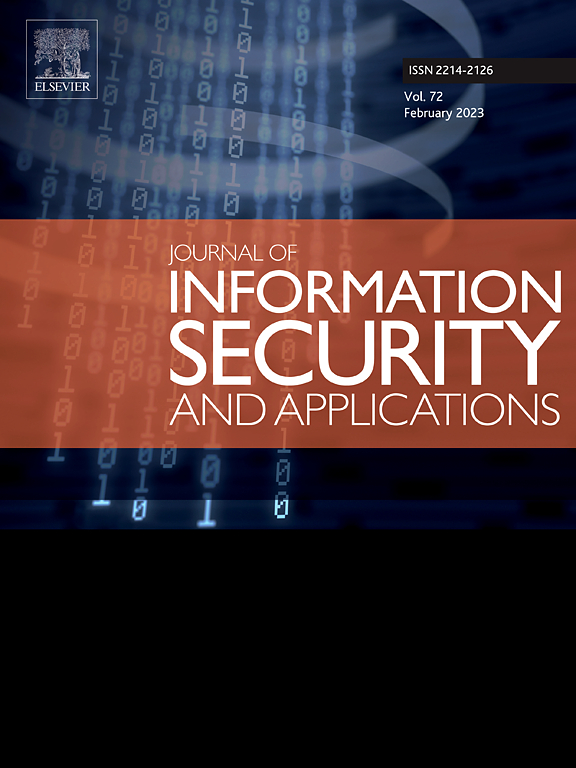 ELSEVIER
ISSN 2214-2126
Vol. 72
February 2023
JOURNAL OF
INFORMATION
SECURITY
AND APPLICATIONS